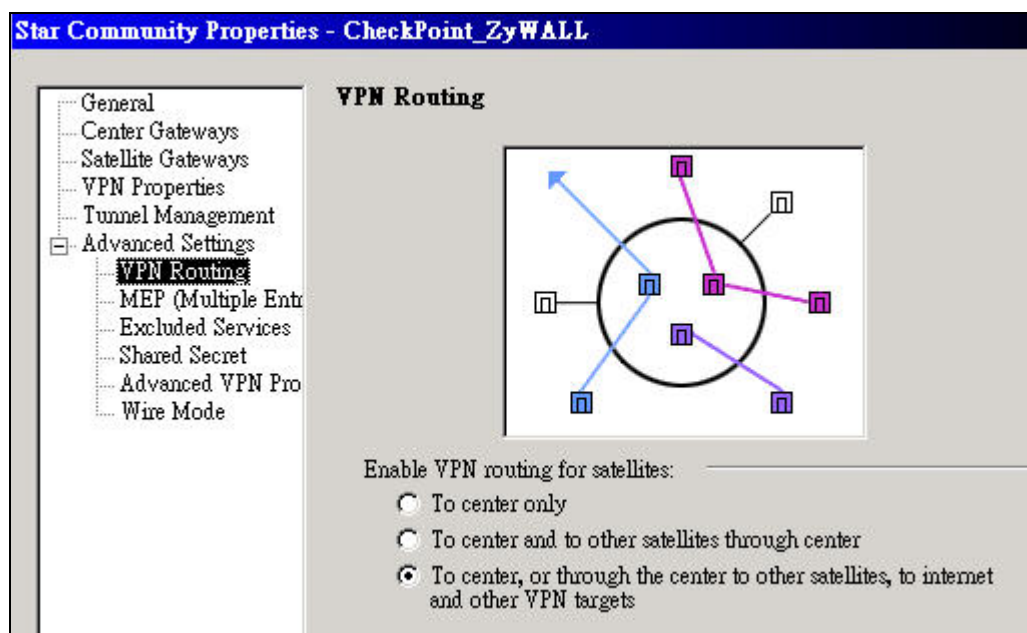 Star Community Properties - CheckPoint_ZyWALL
General
Center Gateways
Satellite Gateways
VPN Properties
Tunnel Management
Advanced Settings
VPN Routing
MEP (Multiple Entr
Excluded Services
Shared Secret
Advanced VPN Pro
Wire Mode
VPN Routing
Enable VPN routing for satellites:
To center only
To center and to other satellites through center
To center, or through the center to other satellites, to internet
and other VPN targets